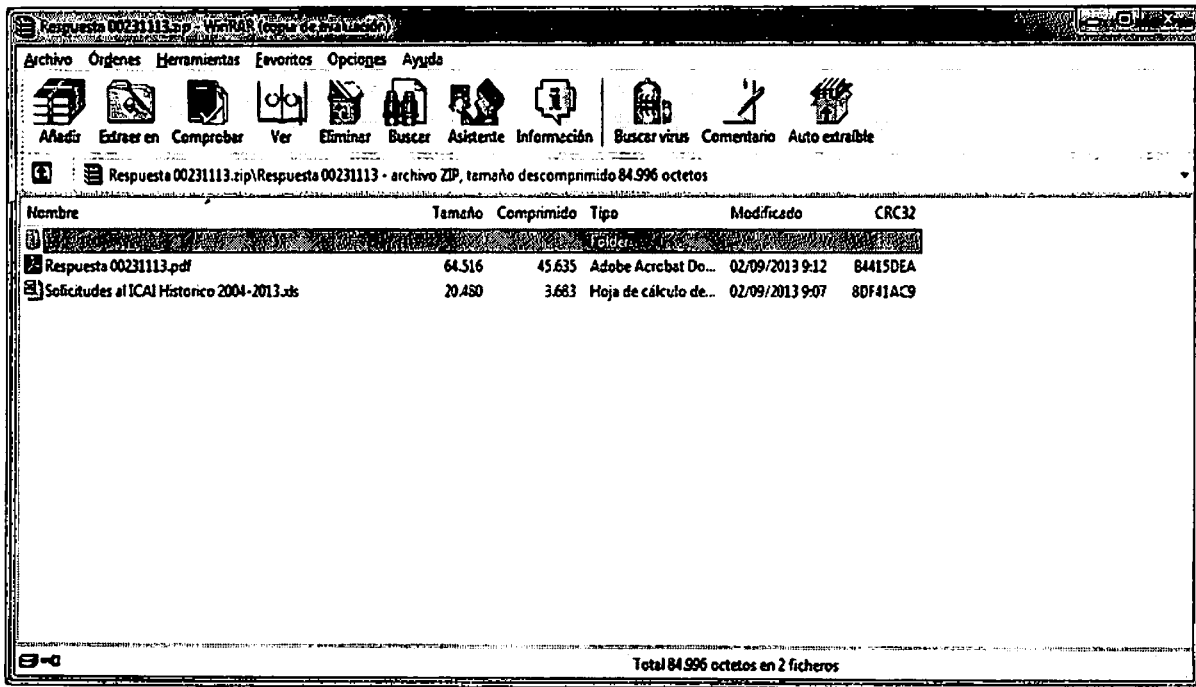 Respuesta 00231113.zip - WinRAR (copia de evaluación)
Archivo Órdenes Herramientas Favoritos Opciones Ayuda
Añadir Extraer en Comprobar Ver Eliminar Buscar Asistente Información Buscar virus Comentario Auto extraíble
Respuesta 00231113.zip\Respuesta 00231113 - archivo ZIP, tamaño descomprimido 84.996 octetos
Nombre Tamaño Comprimido Tipo Modificado CRC32
Folder
Respuesta 00231113.pdf 64.516 45.635 Adobe Acrobat Do... 02/09/2013 9:12 B4415DEA
Solicitudes al ICAI Historico 2004-2013.xls 20.480 3.683 Hoja de cálculo de... 02/09/2013 9:07 8DF41AC9
Total 84.996 octetos en 2 ficheros